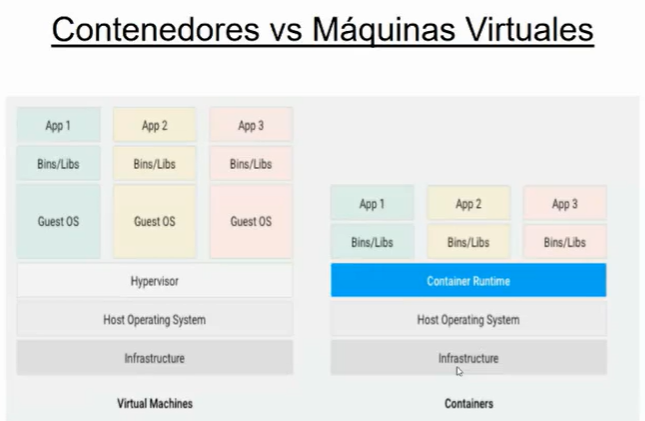 Contenedores vs Máquinas Virtuales
App 1
App 2
App 3
Bins/Libs
Bins/Libs
Bins/Libs
Guest OS
Guest OS
Guest OS
Hypervisor
Host Operating System
Infrastructure
Virtual Machines
App 1
App 2
App 3
Bins/Libs
Bins/Libs
Bins/Libs
Container Runtime
Host Operating System
Infrastructure
Containers